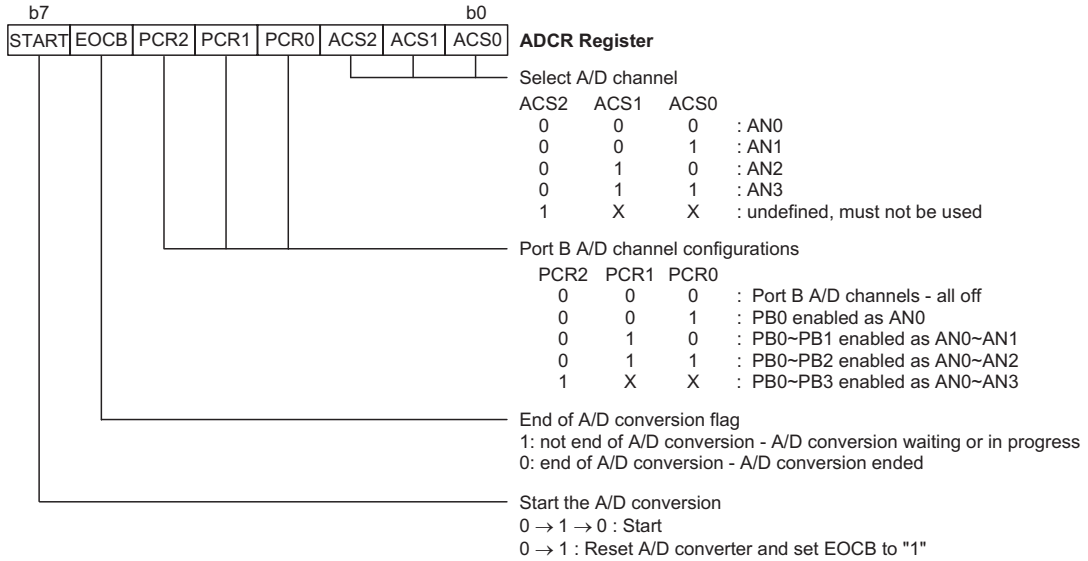 b7 b0
START EOCB PCR2 PCR1 PCR0 ACS2 ACS1 ACS0 ADCR Register
Select A/D channel
ACS2 ACS1 ACS0
0 0 0 : AN0
0 0 1 : AN1
0 1 0 : AN2
0 1 1 : AN3
1 X X : undefined, must not be used
Port B A/D channel configurations
PCR2 PCR1 PCR0
0 0 0 : Port B A/D channels - all off
0 0 1 : PB0 enabled as AN0
0 1 0 : PB0~PB1 enabled as AN0~AN1
0 1 1 : PB0~PB2 enabled as AN0~AN2
1 X X : PB0~PB3 enabled as AN0~AN3
End of A/D conversion flag
1: not end of A/D conversion - A/D conversion waiting or in progress
0: end of A/D conversion - A/D conversion ended
Start the A/D conversion
0 → 1 → 0 : Start
0 → 1 : Reset A/D converter and set EOCB to "1"